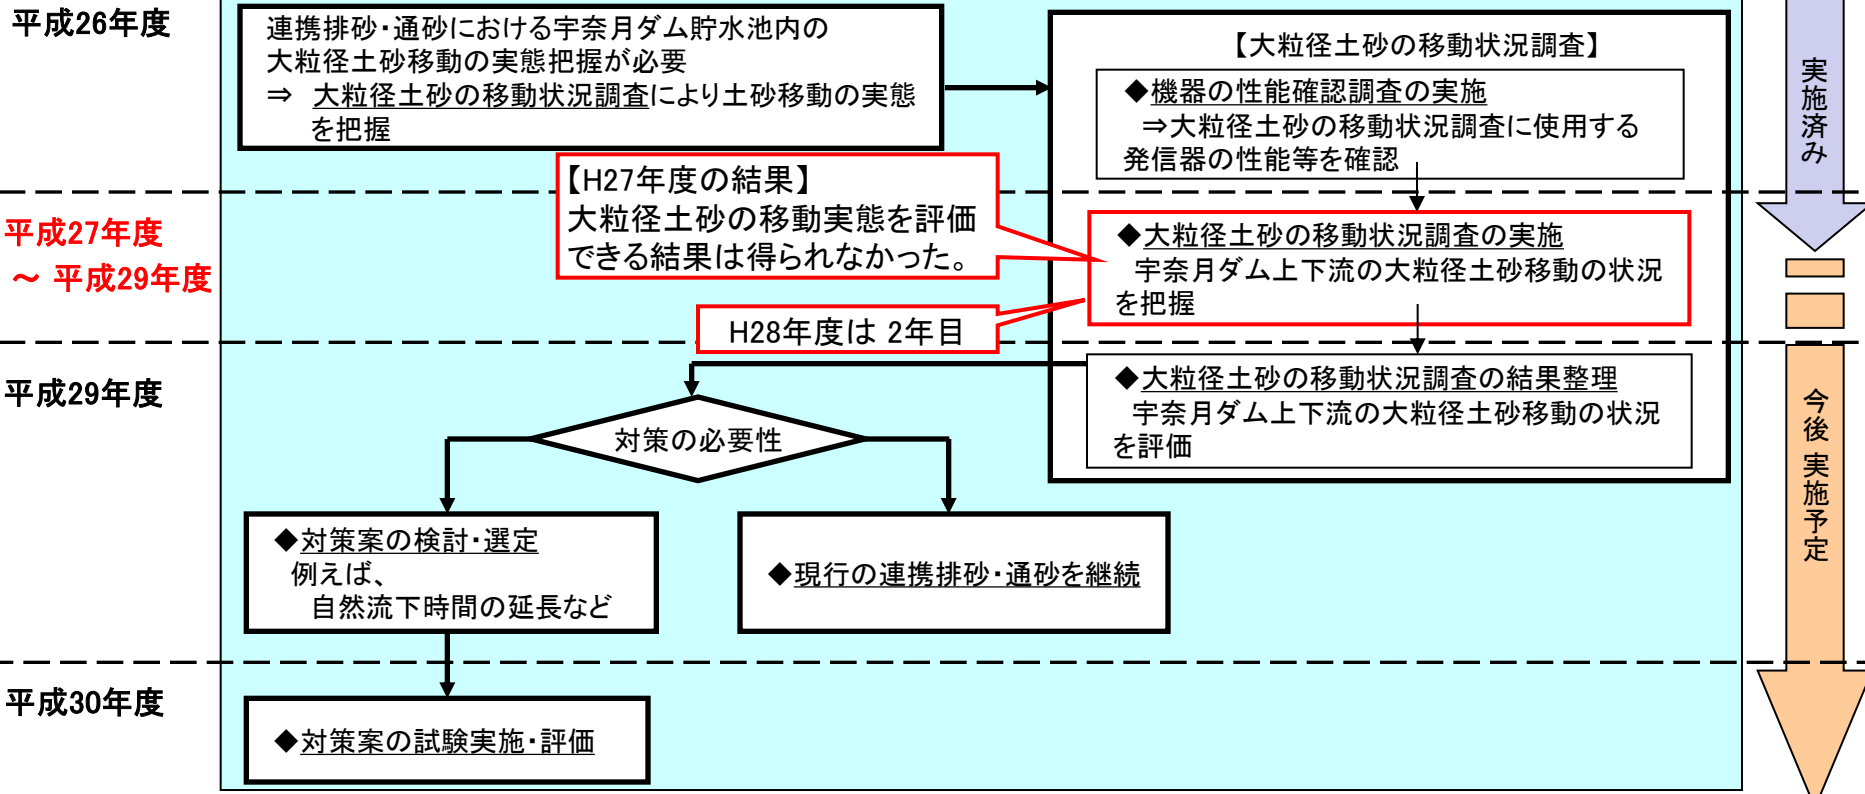 平成26年度
連携排砂・通砂における宇奈月ダム貯水池内の
大粒径土砂移動の実態把握が必要
⇒ 大粒径土砂の移動状況調査により土砂移動の実態
を把握
【大粒径土砂の移動状況調査】
◆機器の性能確認調査の実施
⇒大粒径土砂の移動状況調査に使用する
発信器の性能等を確認
実施済み
平成27年度
～ 平成29年度
【H27年度の結果】
大粒径土砂の移動実態を評価
できる結果は得られなかった。
◆大粒径土砂の移動状況調査の実施
宇奈月ダム上下流の大粒径土砂移動の状況
を把握
H28年度は 2年目
平成29年度
◆大粒径土砂の移動状況調査の結果整理
宇奈月ダム上下流の大粒径土砂移動の状況
を評価
今後 実施予定
対策の必要性
◆対策案の検討・選定
例えば、
自然流下時間の延長など
◆現行の連携排砂・通砂を継続
平成30年度
◆対策案の試験実施・評価